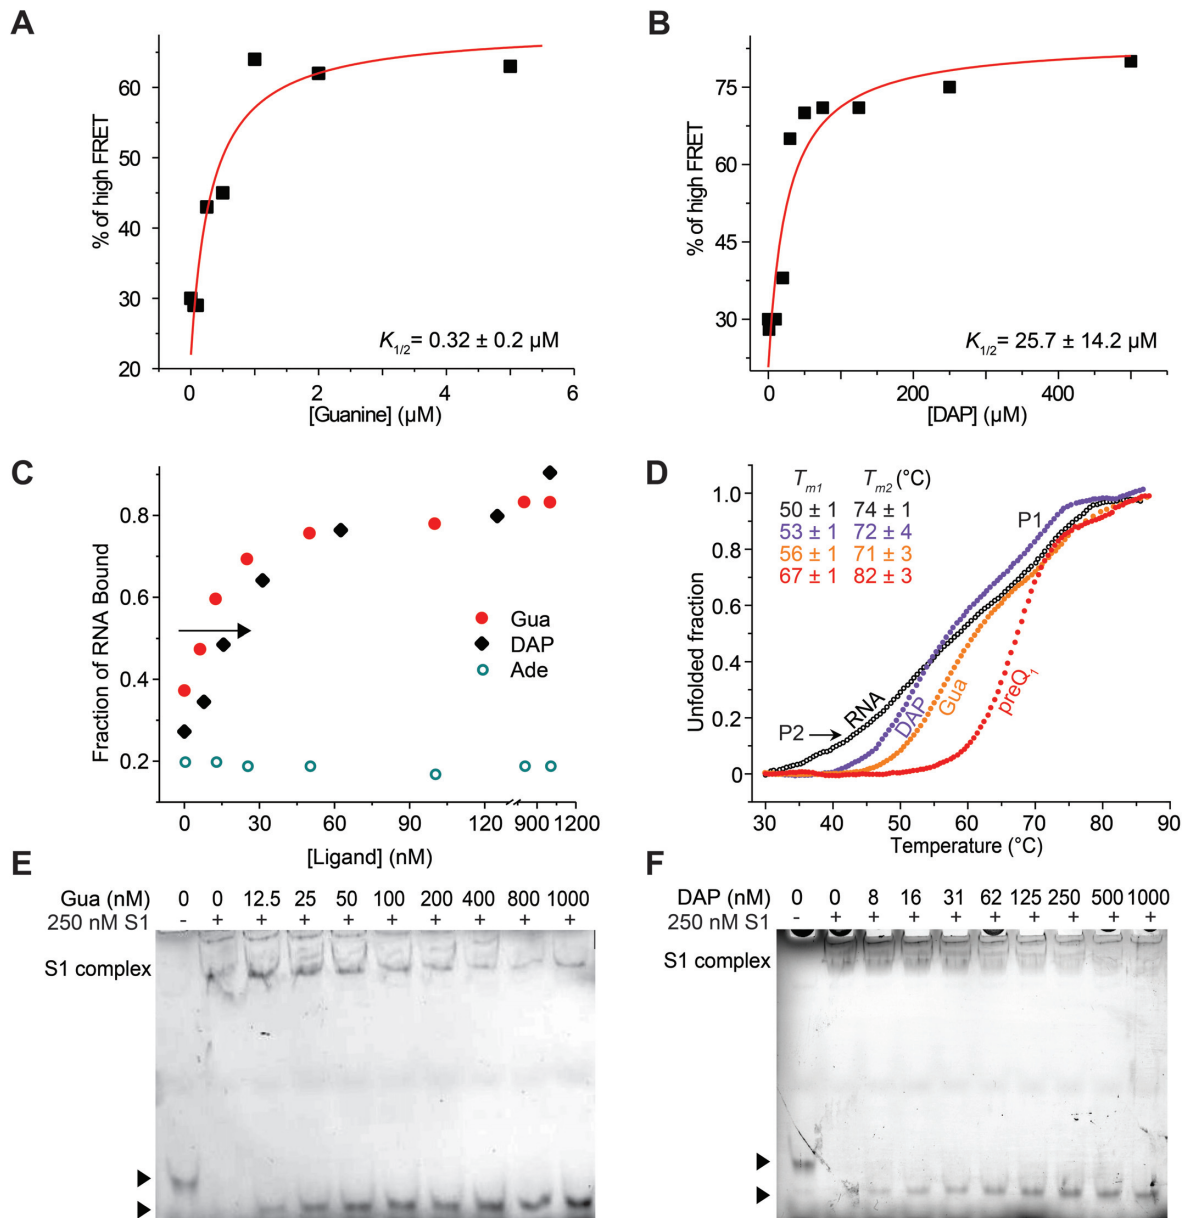 A
% of high FRET
60
50
40
30
20
K1/2= 0.32 ± 0.2 µM
0 2 4 6
[Guanine] (µM)
B
% of high FRET
75
60
45
30
K1/2= 25.7 ± 14.2 µM
0 200 400
[DAP] (µM)
C
Fraction of RNA Bound
0.8
0.6
0.4
0.2
Gua
DAP
Ade
0 30 60 90 120 900 1200
[Ligand] (nM)
D
Unfolded fraction
1.0
0.8
0.6
0.4
0.2
0
Tm1 Tm2 (°C)
50 ± 1 74 ± 1
53 ± 1 72 ± 4
56 ± 1 71 ± 3
67 ± 1 82 ± 3
P1
P2
RNA
DAP
Gua
preQ1
30 40 50 60 70 80 90
Temperature (°C)
E
Gua (nM) 0 0 12.5 25 50 100 200 400 800 1000
250 nM S1 - + + + + + + + + +
S1 complex
F
DAP (nM) 0 0 8 16 31 62 125 250 500 1000
250 nM S1 - + + + + + + + + +
S1 complex